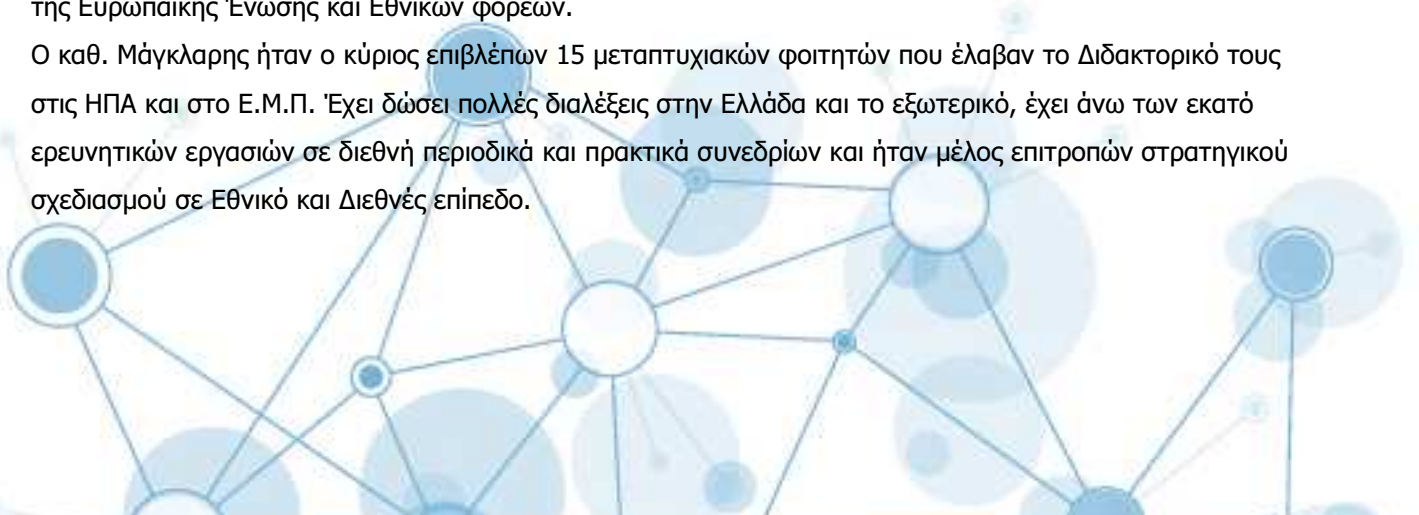 της Ευρωπαϊκής Ένωσης και Εθνικών φορέων.
Ο καθ. Μάγκλαρης ήταν ο κύριος επιβλέπων 15 μεταπτυχιακών φοιτητών που έλαβαν το Διδακτορικό τους
στις ΗΠΑ και στο Ε.Μ.Π. Έχει δώσει πολλές διαλέξεις στην Ελλάδα και το εξωτερικό, έχει άνω των εκατό
ερευνητικών εργασιών σε διεθνή περιοδικά και πρακτικά συνεδρίων και ήταν μέλος επιτροπών στρατηγικού
σχεδιασμού σε Εθνικό και Διεθνές επίπεδο.